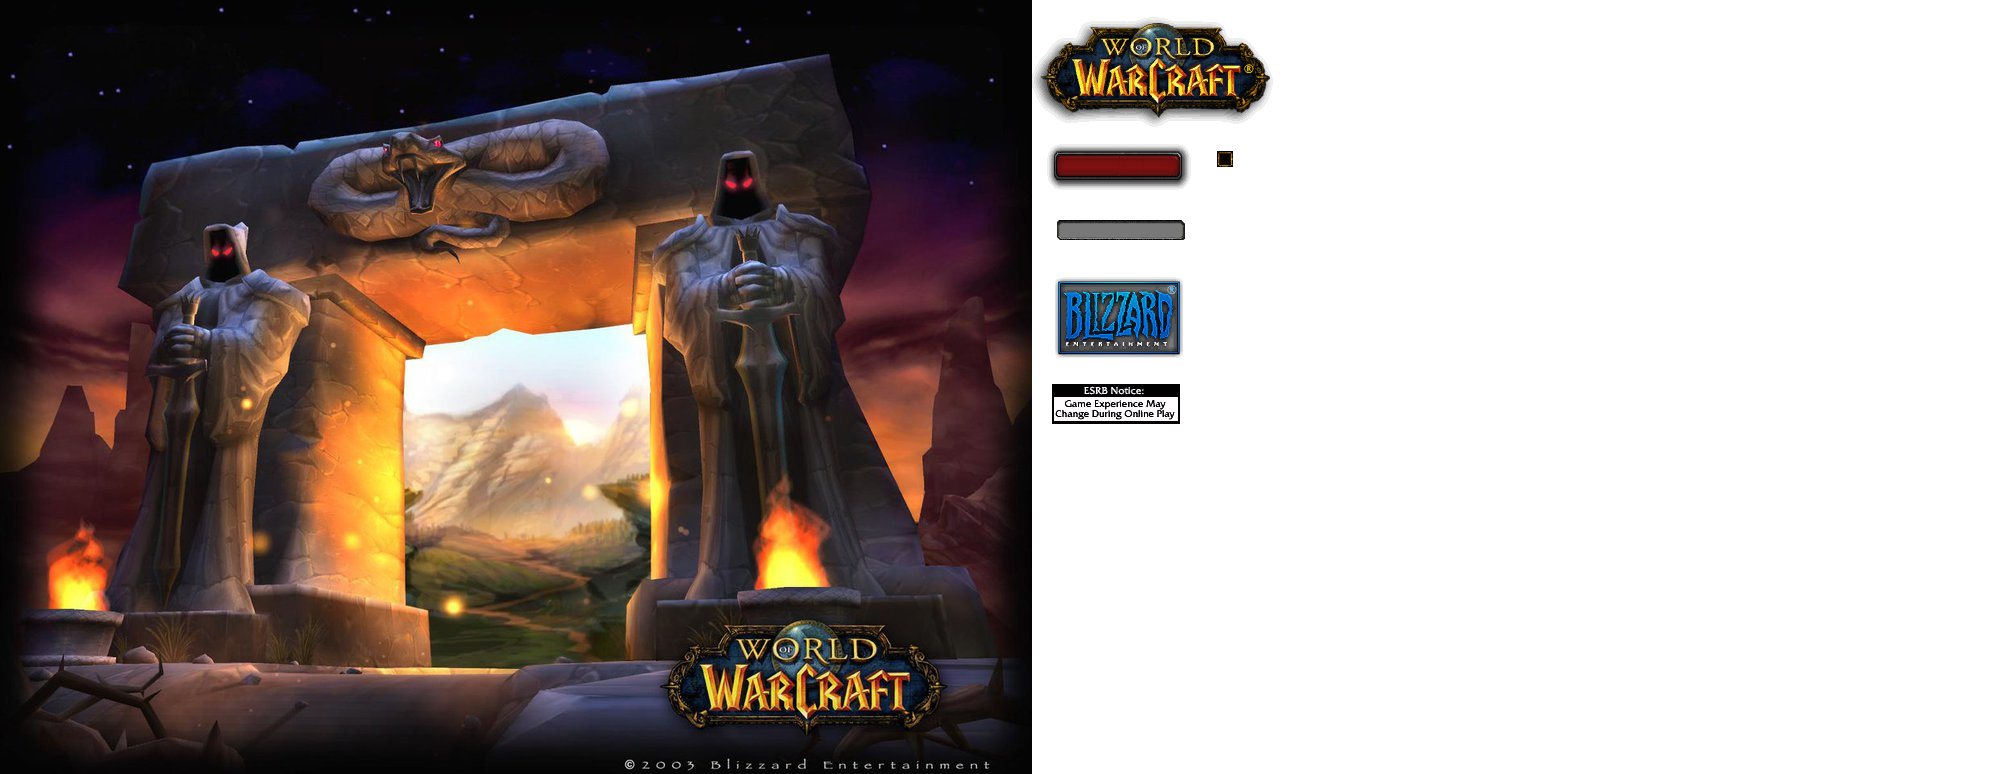 WORLD
OF
WARCRAFT
©2003 Blizzard Entertainment
WORLD
OF
WARCRAFT®
BLIZZARD®
ENTERTAINMENT
ESRB Notice:
Game Experience May
Change During Online Play